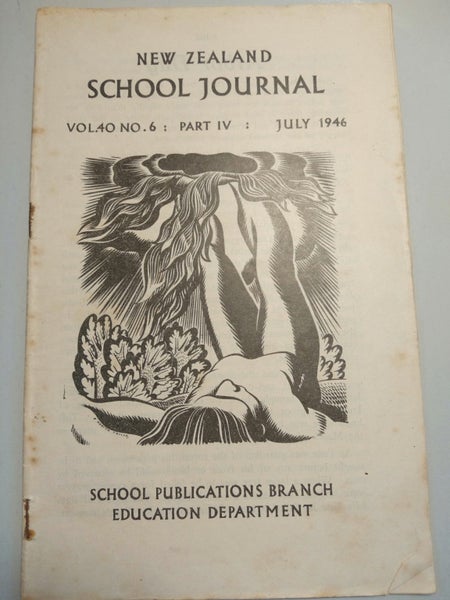 NEW ZEALAND
SCHOOL JOURNAL
VOL.40 NO.6 : PART IV : JULY 1946
SCHOOL PUBLICATIONS BRANCH
EDUCATION DEPARTMENT